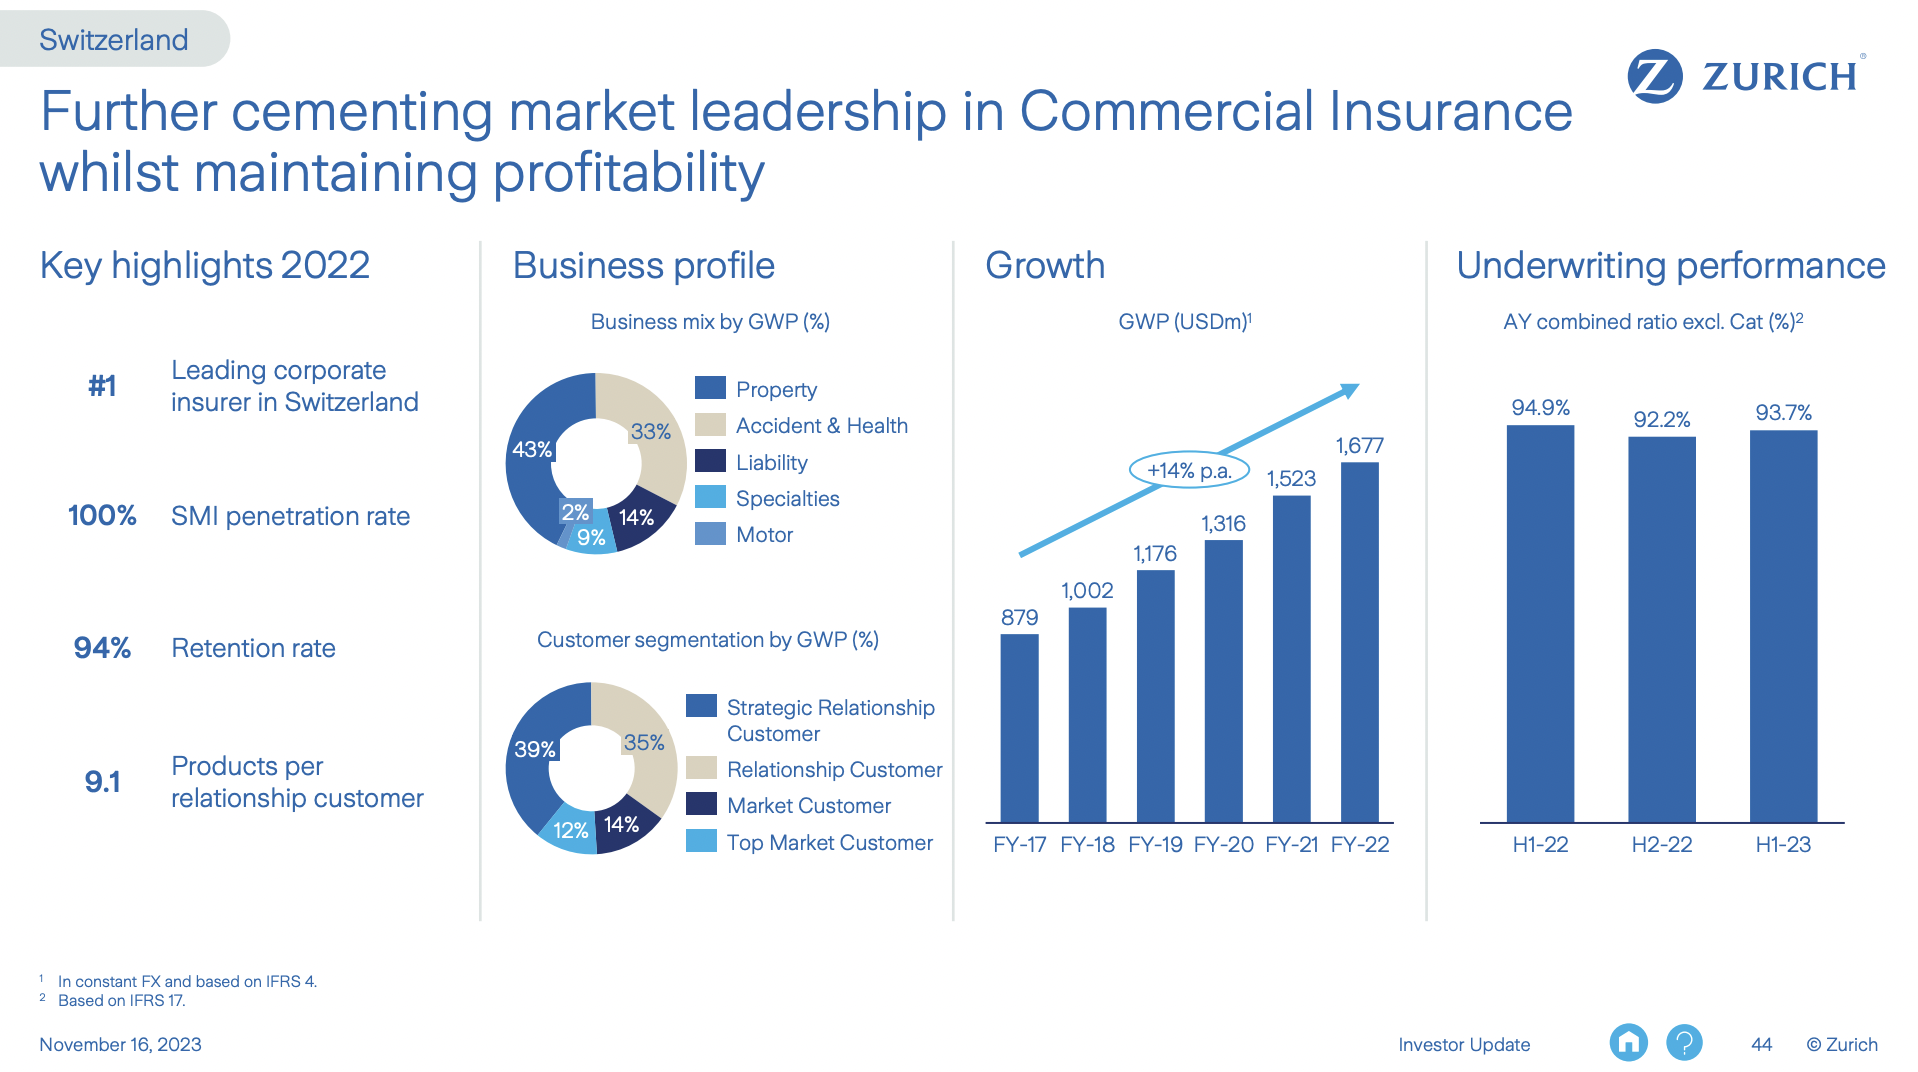 Switzerland
ZURICH®
Further cementing market leadership in Commercial Insurance
whilst maintaining profitability
Key highlights 2022
#1
Leading corporate
insurer in Switzerland
100%
SMI penetration rate
94%
Retention rate
9.1
Products per
relationship customer
Business profile
Business mix by GWP (%)
43%
33%
2%
14%
9%
Property
Accident & Health
Liability
Specialties
Motor
Customer segmentation by GWP (%)
39%
35%
12%
14%
Strategic Relationship
Customer
Relationship Customer
Market Customer
Top Market Customer
Growth
GWP (USDm)¹
+14% p.a.
879
1,002
1,176
1,316
1,523
1,677
FY-17 FY-18 FY-19 FY-20 FY-21 FY-22
Underwriting performance
AY combined ratio excl. Cat (%)²
94.9%
92.2%
93.7%
H1-22 H2-22 H1-23
¹ In constant FX and based on IFRS 4.
² Based on IFRS 17.
November 16, 2023
Investor Update
?
44
© Zurich